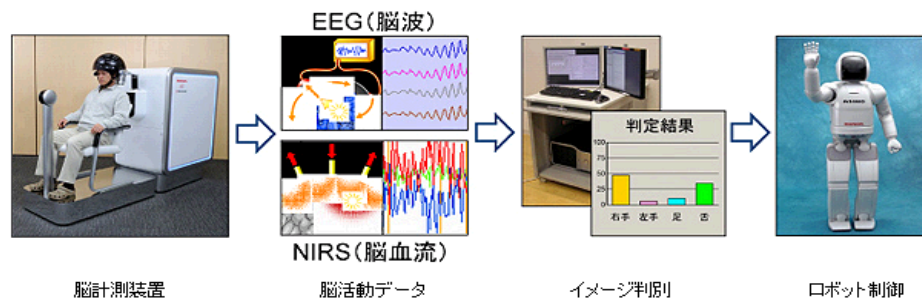 EEG（脳波）
NIRS（脳血流）
判定結果
100
75
50
25
0
右手 左手 足 舌
ASIMO
HONDA
脳計測装置
脳活動データ
イメージ判別
ロボット制御